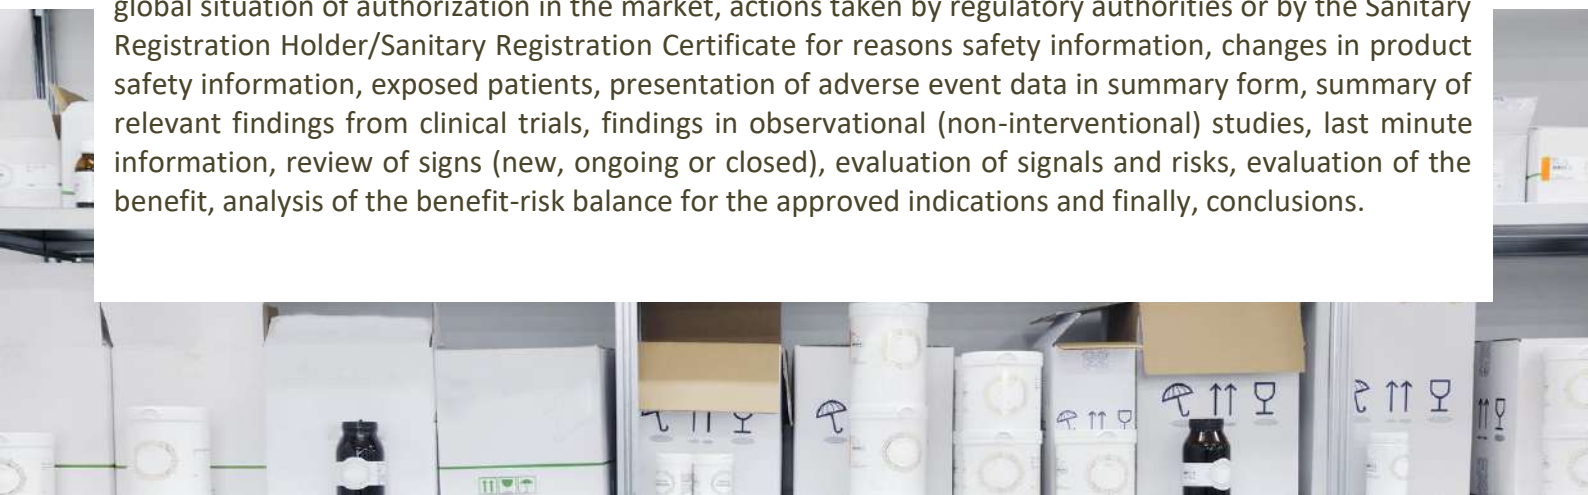 global situation of authorization in the market, actions taken by regulatory authorities or by the Sanitary
Registration Holder/Sanitary Registration Certificate for reasons safety information, changes in product
safety information, exposed patients, presentation of adverse event data in summary form, summary of
relevant findings from clinical trials, findings in observational (non-interventional) studies, last minute
information, review of signs (new, ongoing or closed), evaluation of signals and risks, evaluation of the
benefit, analysis of the benefit-risk balance for the approved indications and finally, conclusions.